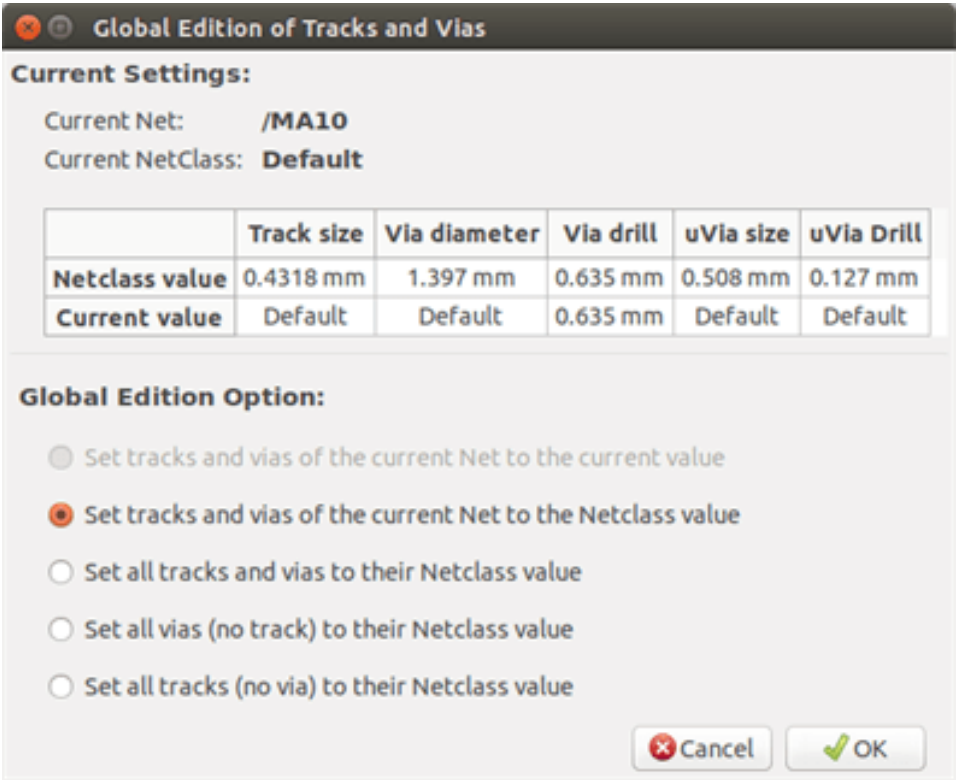 Global Edition of Tracks and Vias
Current Settings:
Current Net: /MA10
Current NetClass: Default
Track size Via diameter Via drill uVia size uVia Drill
Netclass value 0.4318 mm 1.397 mm 0.635 mm 0.508 mm 0.127 mm
Current value Default Default 0.635 mm Default Default
Global Edition Option:
Set tracks and vias of the current Net to the current value
Set tracks and vias of the current Net to the Netclass value
Set all tracks and vias to their Netclass value
Set all vias (no track) to their Netclass value
Set all tracks (no via) to their Netclass value
Cancel OK